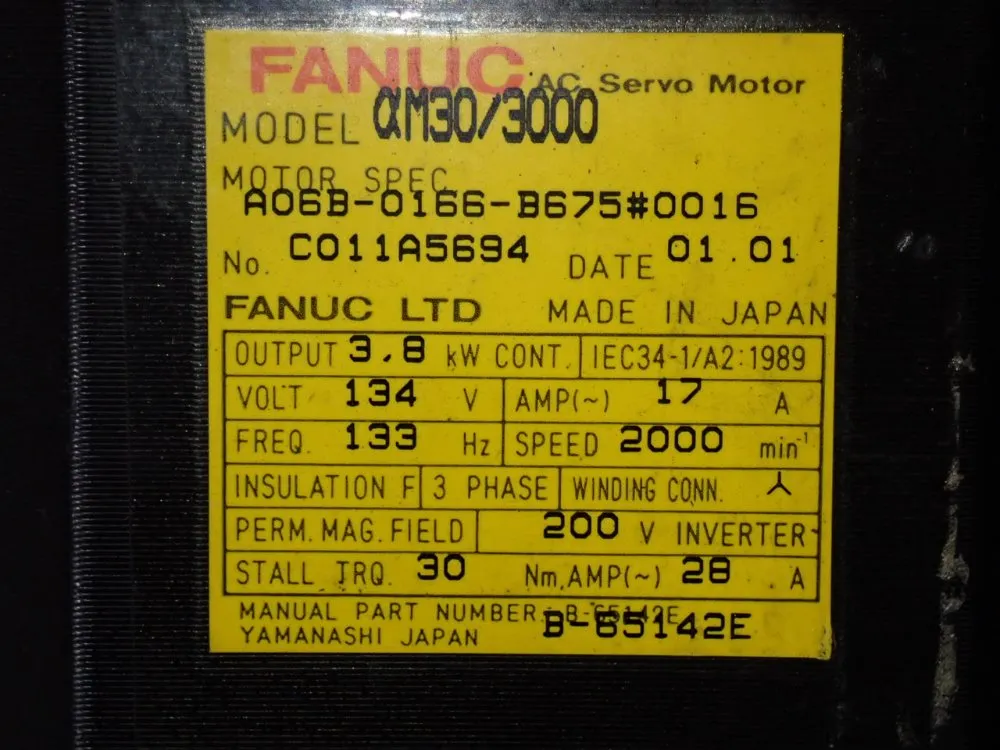 FANUC AC Servo Motor
MODEL αM30/3000
MOTOR SPEC
A06B-0166-B675#0016
No. C011A5694 DATE 01.01
FANUC LTD MADE IN JAPAN
OUTPUT 3.8 kW CONT. IEC34-1/A2:1989
VOLT 134 V AMP(~) 17 A
FREQ. 133 Hz SPEED 2000 min⁻¹
INSULATION F 3 PHASE WINDING CONN.
PERM. MAG. FIELD 200 V INVERTER
STALL TRQ. 30 Nm, AMP(~) 28 A
MANUAL PART NUMBER: B-65142E B-65142E
YAMANASHI JAPAN